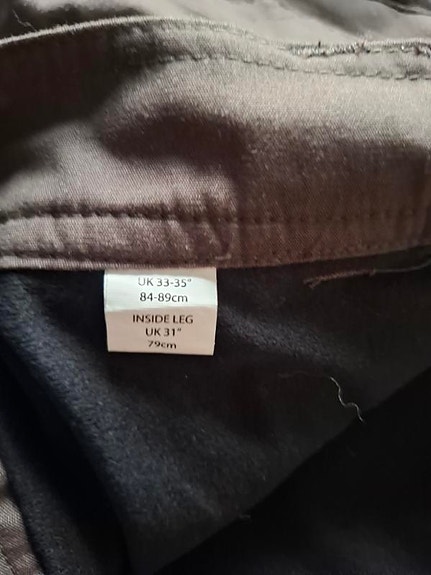 UK 33-35"
84-89cm
INSIDE LEG
UK 31"
79cm